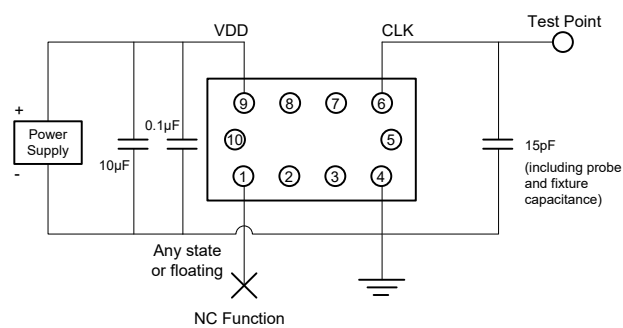 Test Point
VDD
CLK
9
8
7
6
+
Power
Supply
-
10µF
0.1µF
10
5
15pF
(including probe
and fixture
capacitance)
1
2
3
4
Any state
or floating
NC Function